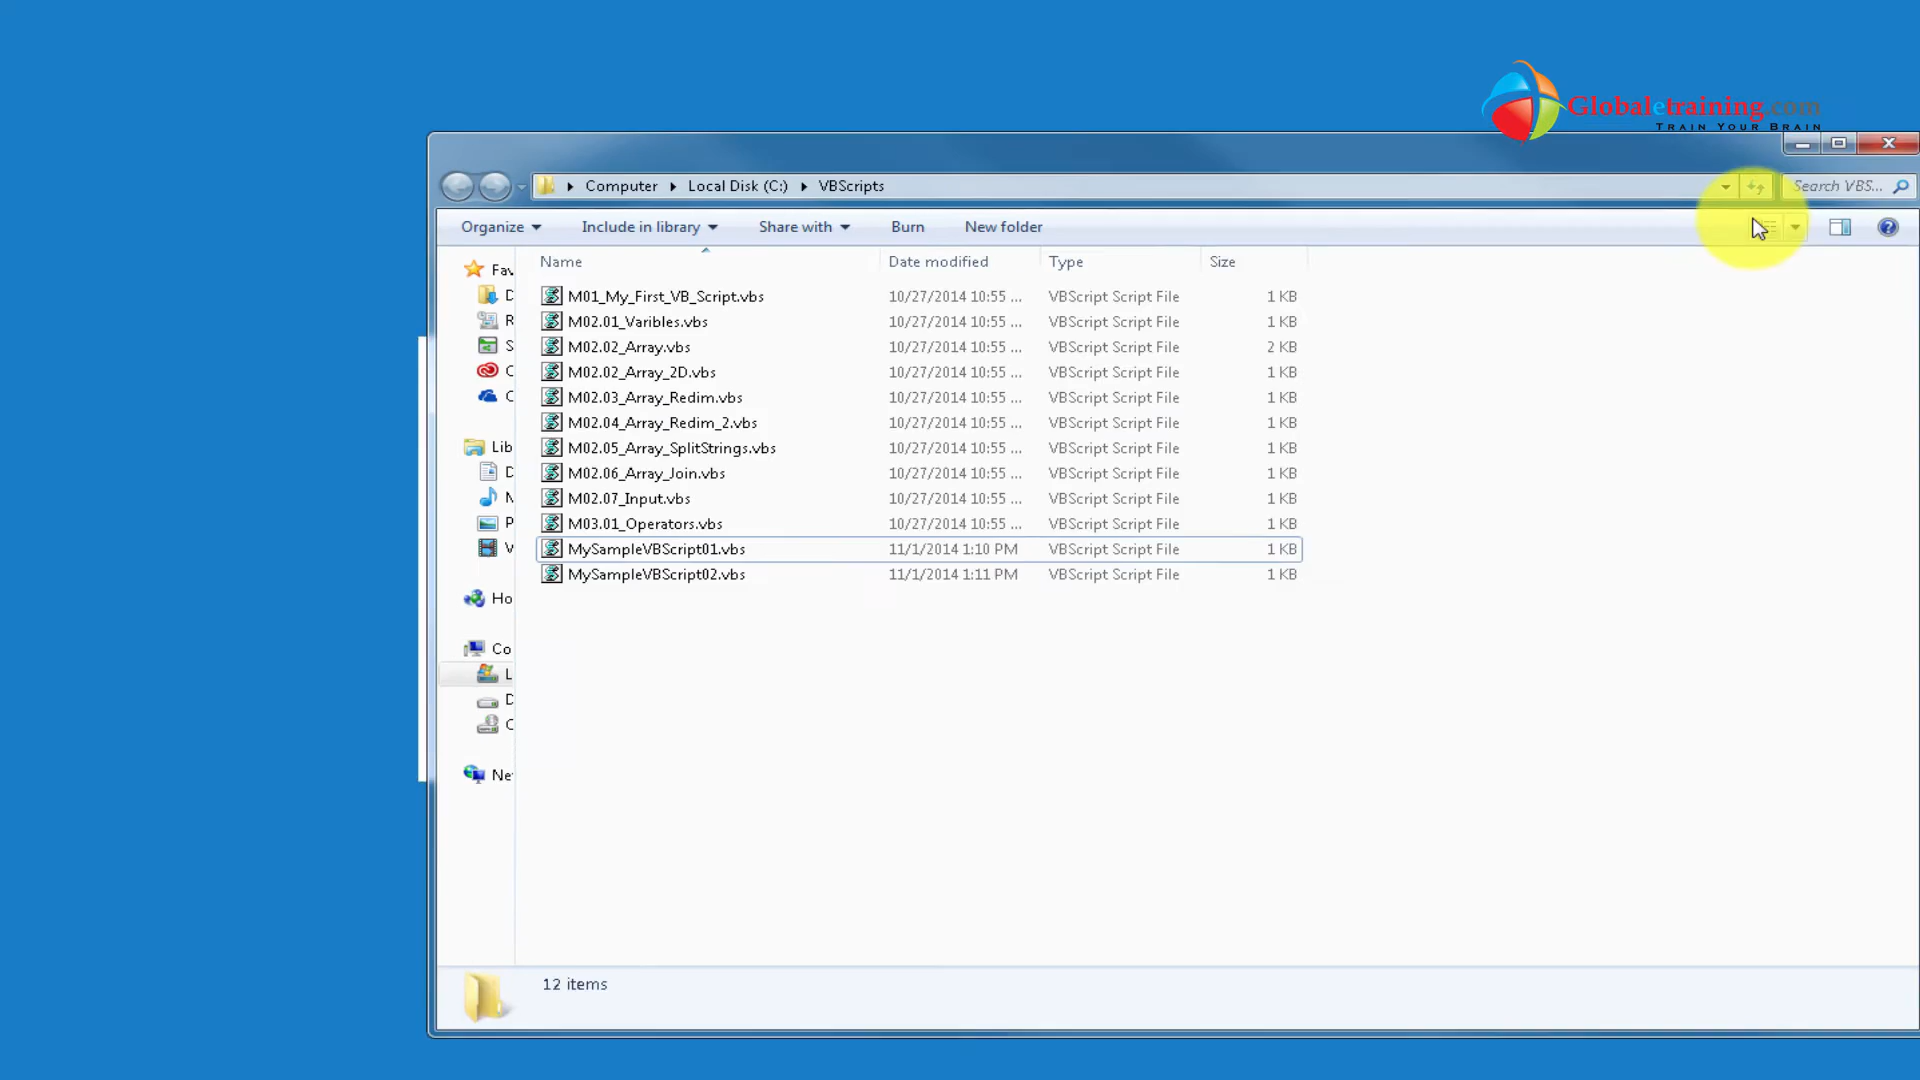 Globaletraining.com
TRAIN YOUR BRAIN
Computer Local Disk (C:) VBScripts
Search VBS...
Organize Include in library Share with Burn New folder
Name Date modified Type Size
M01_My_First_VB_Script.vbs 10/27/2014 10:55 ... VBScript Script File 1 KB
M02.01_Varibles.vbs 10/27/2014 10:55 ... VBScript Script File 1 KB
M02.02_Array.vbs 10/27/2014 10:55 ... VBScript Script File 2 KB
M02.02_Array_2D.vbs 10/27/2014 10:55 ... VBScript Script File 1 KB
M02.03_Array_Redim.vbs 10/27/2014 10:55 ... VBScript Script File 1 KB
M02.04_Array_Redim_2.vbs 10/27/2014 10:55 ... VBScript Script File 1 KB
M02.05_Array_SplitStrings.vbs 10/27/2014 10:55 ... VBScript Script File 1 KB
M02.06_Array_Join.vbs 10/27/2014 10:55 ... VBScript Script File 1 KB
M02.07_Input.vbs 10/27/2014 10:55 ... VBScript Script File 1 KB
M03.01_Operators.vbs 10/27/2014 10:55 ... VBScript Script File 1 KB
MySampleVBScript01.vbs 11/1/2014 1:10 PM VBScript Script File 1 KB
MySampleVBScript02.vbs 11/1/2014 1:11 PM VBScript Script File 1 KB
Fav
Lib
Ho
Co
Net
12 items